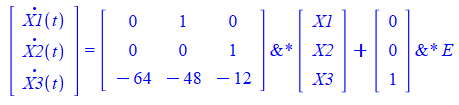 [Ẋ1(t)] = [0 1 0] &* [X1] + [0] &* E
[Ẋ2(t)] [0 0 1] [X2] [0]
[Ẋ3(t)] [−64 −48 −12] [X3] [1]